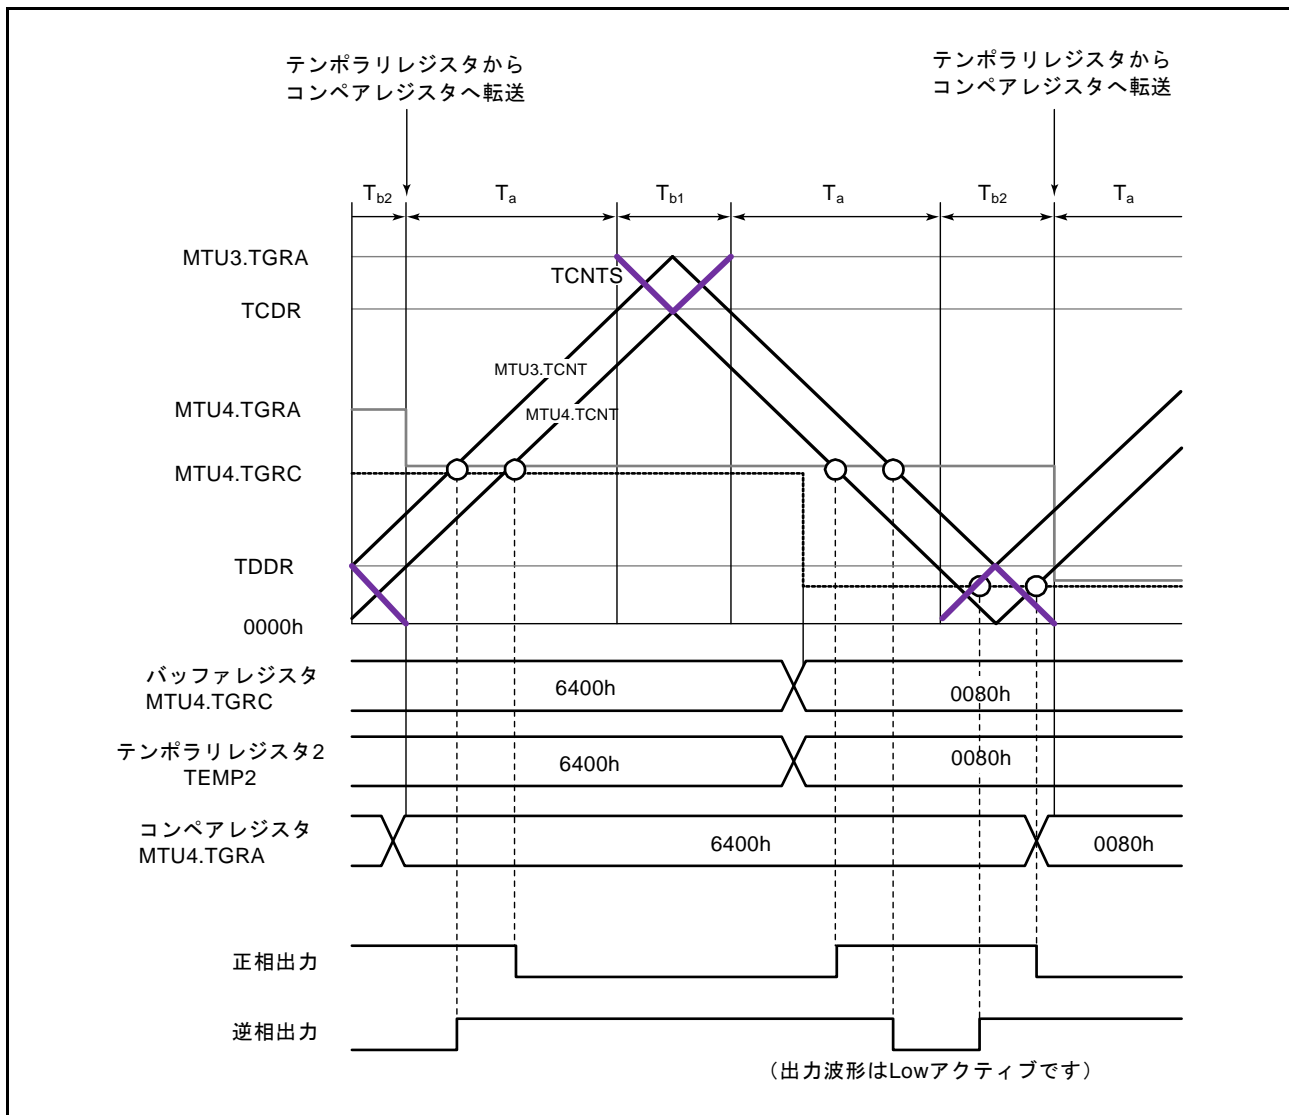 テンポラリレジスタから
コンペアレジスタへ転送
テンポラリレジスタから
コンペアレジスタへ転送
Tb2
Ta
Tb1
Ta
Tb2
Ta
MTU3.TGRA
TCNTS
TCDR
MTU3.TCNT
MTU4.TGRA
MTU4.TCNT
MTU4.TGRC
TDDR
0000h
バッファレジスタ
MTU4.TGRC
6400h
0080h
テンポラリレジスタ2
TEMP2
6400h
0080h
コンペアレジスタ
MTU4.TGRA
6400h
0080h
正相出力
逆相出力
（出力波形はLowアクティブです）